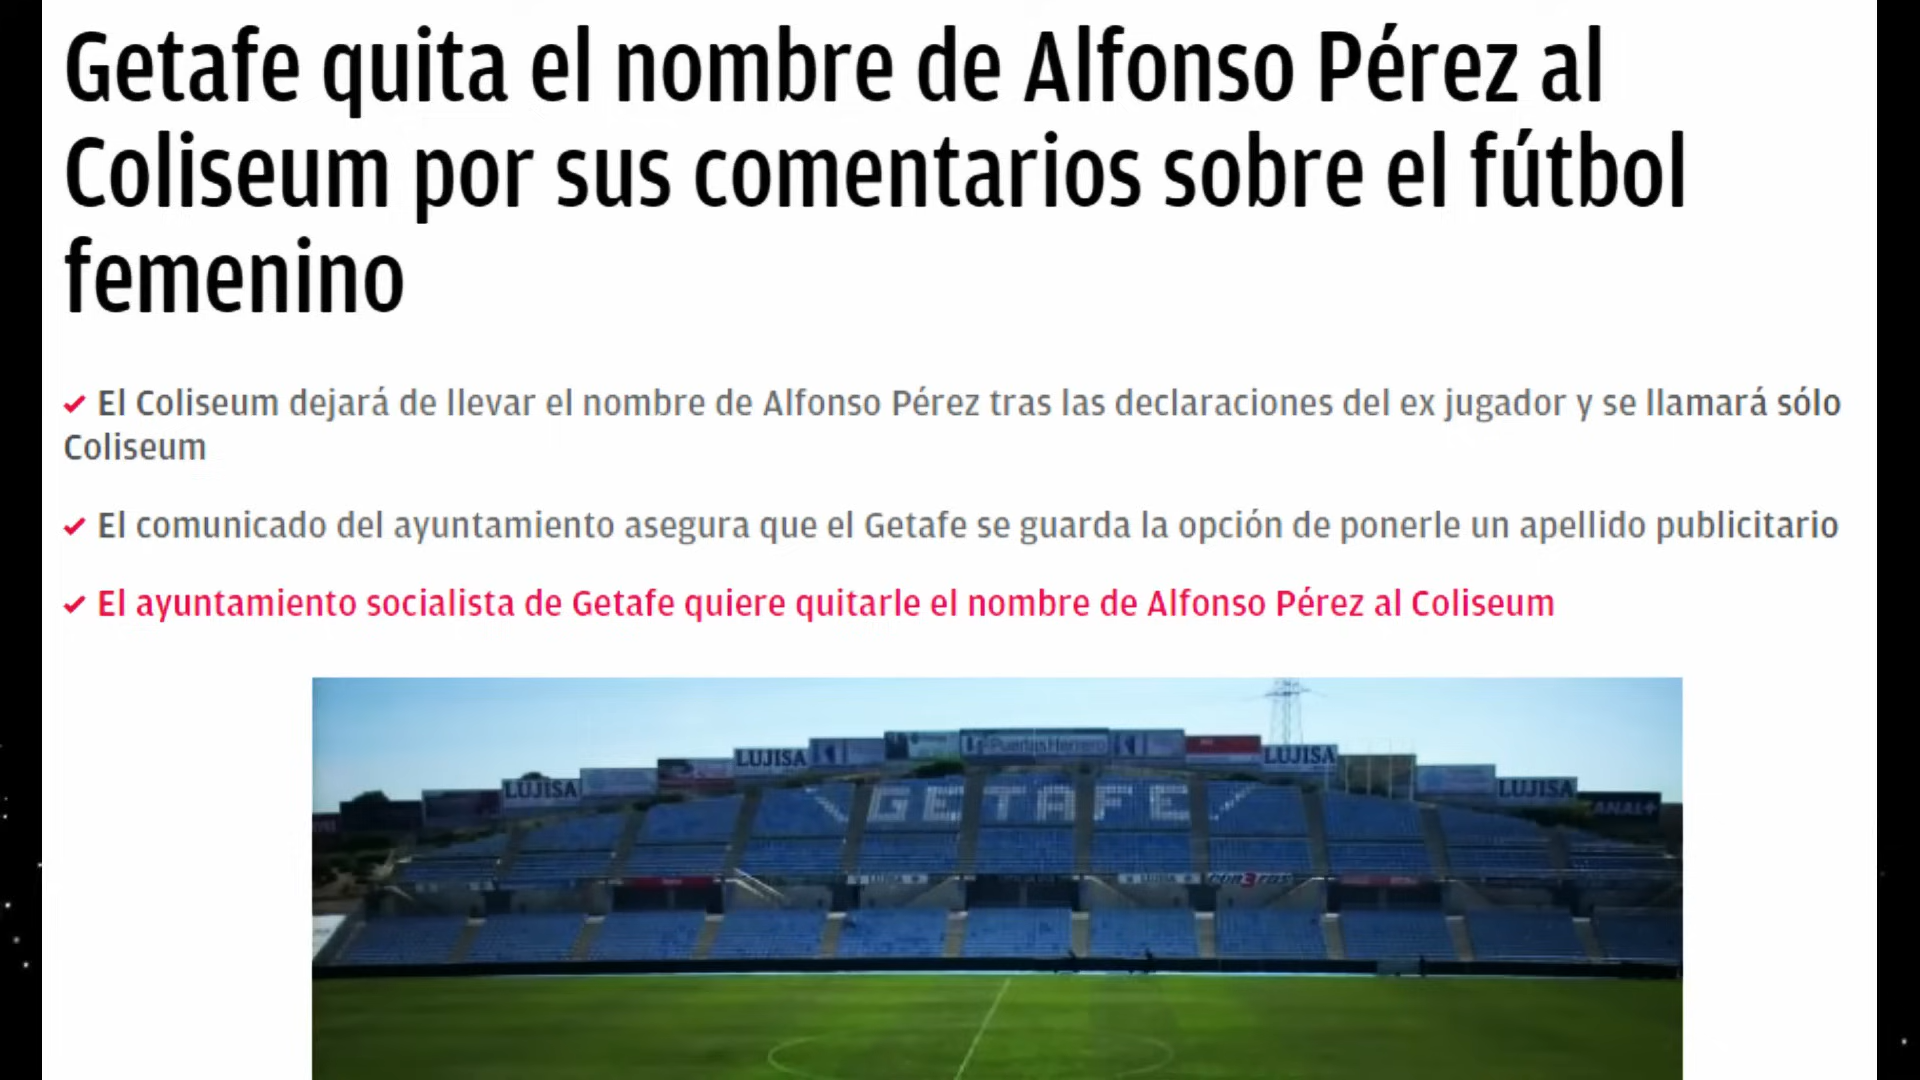 Getafe quita el nombre de Alfonso Pérez al
Coliseum por sus comentarios sobre el fútbol
femenino
El Coliseum dejará de llevar el nombre de Alfonso Pérez tras las declaraciones del ex jugador y se llamará sólo
Coliseum
El comunicado del ayuntamiento asegura que el Getafe se guarda la opción de ponerle un apellido publicitario
El ayuntamiento socialista de Getafe quiere quitarle el nombre de Alfonso Pérez al Coliseum
PuertasHerrero
LUJISA
LUJISA
LUJISA
LUJISA
GETAFE
CANAL+